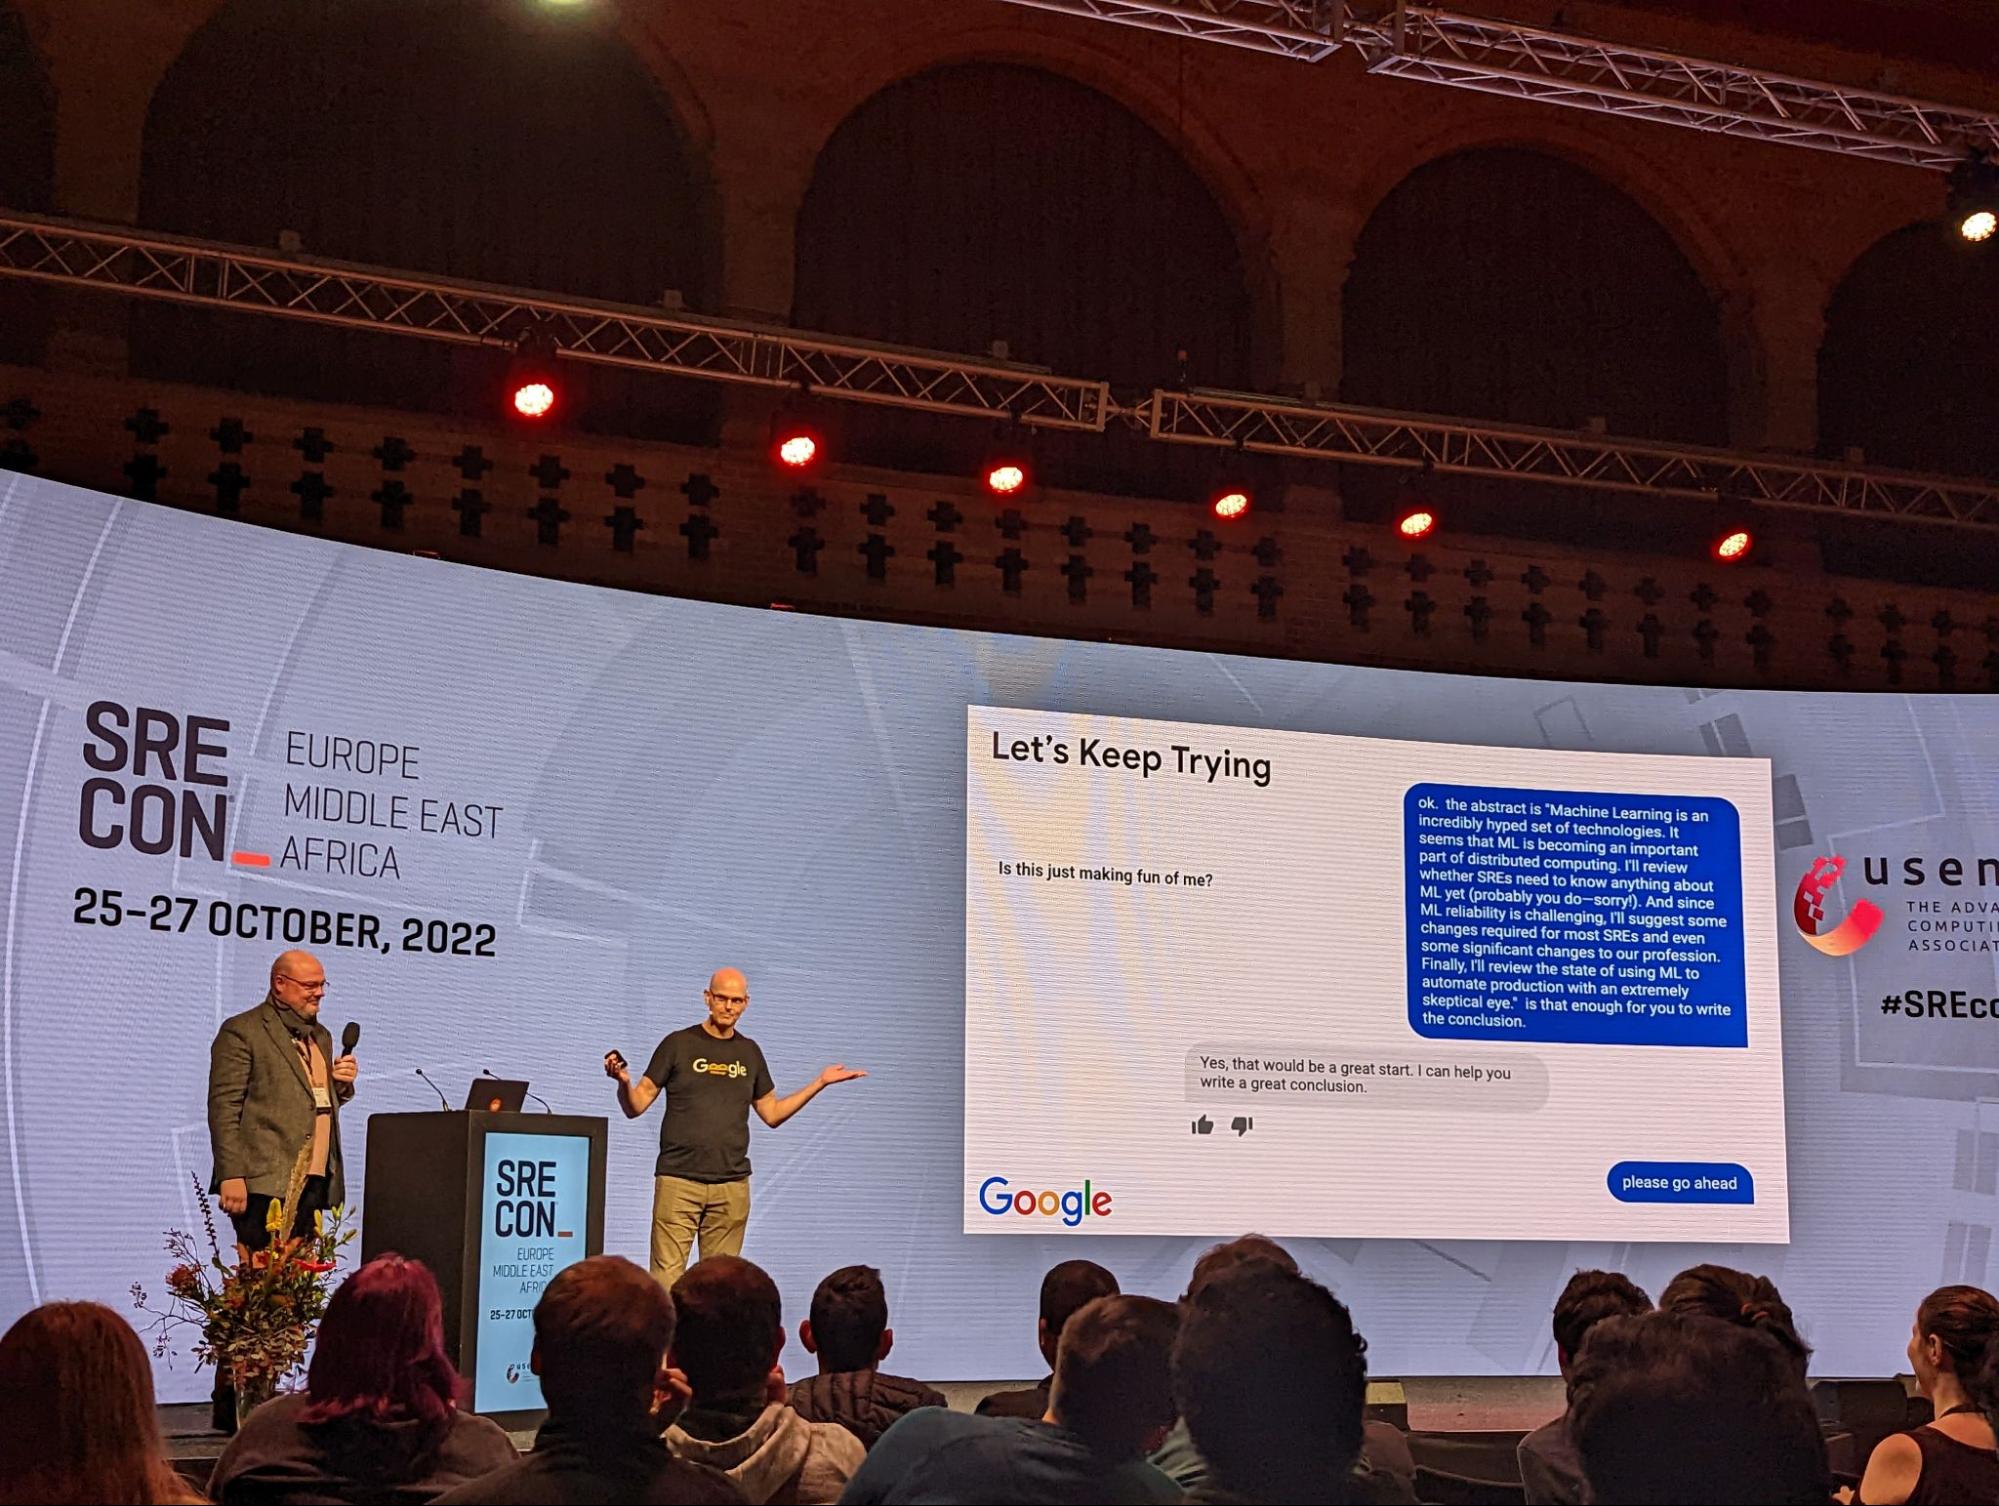 SRE
CON_
EUROPE
MIDDLE EAST
AFRICA
25–27 OCTOBER, 2022
Let's Keep Trying
Is this just making fun of me?
ok. the abstract is "Machine Learning is an
incredibly hyped set of technologies. It
seems that ML is becoming an important
part of distributed computing. I'll review
whether SREs need to know anything about
ML yet (probably you do—sorry!). And since
ML reliability is challenging, I'll suggest some
changes required for most SREs and even
some significant changes to our profession.
Finally, I'll review the state of using ML to
automate production with an extremely
skeptical eye." is that enough for you to write
the conclusion.
Yes, that would be a great start. I can help you
write a great conclusion.
please go ahead
Google
usen
THE ADVA
COMPUTI
ASSOCIAT
#SREco
Google
SRE
CON_
EUROPE
MIDDLE EAST
AFRIC
25–27 OCT
use